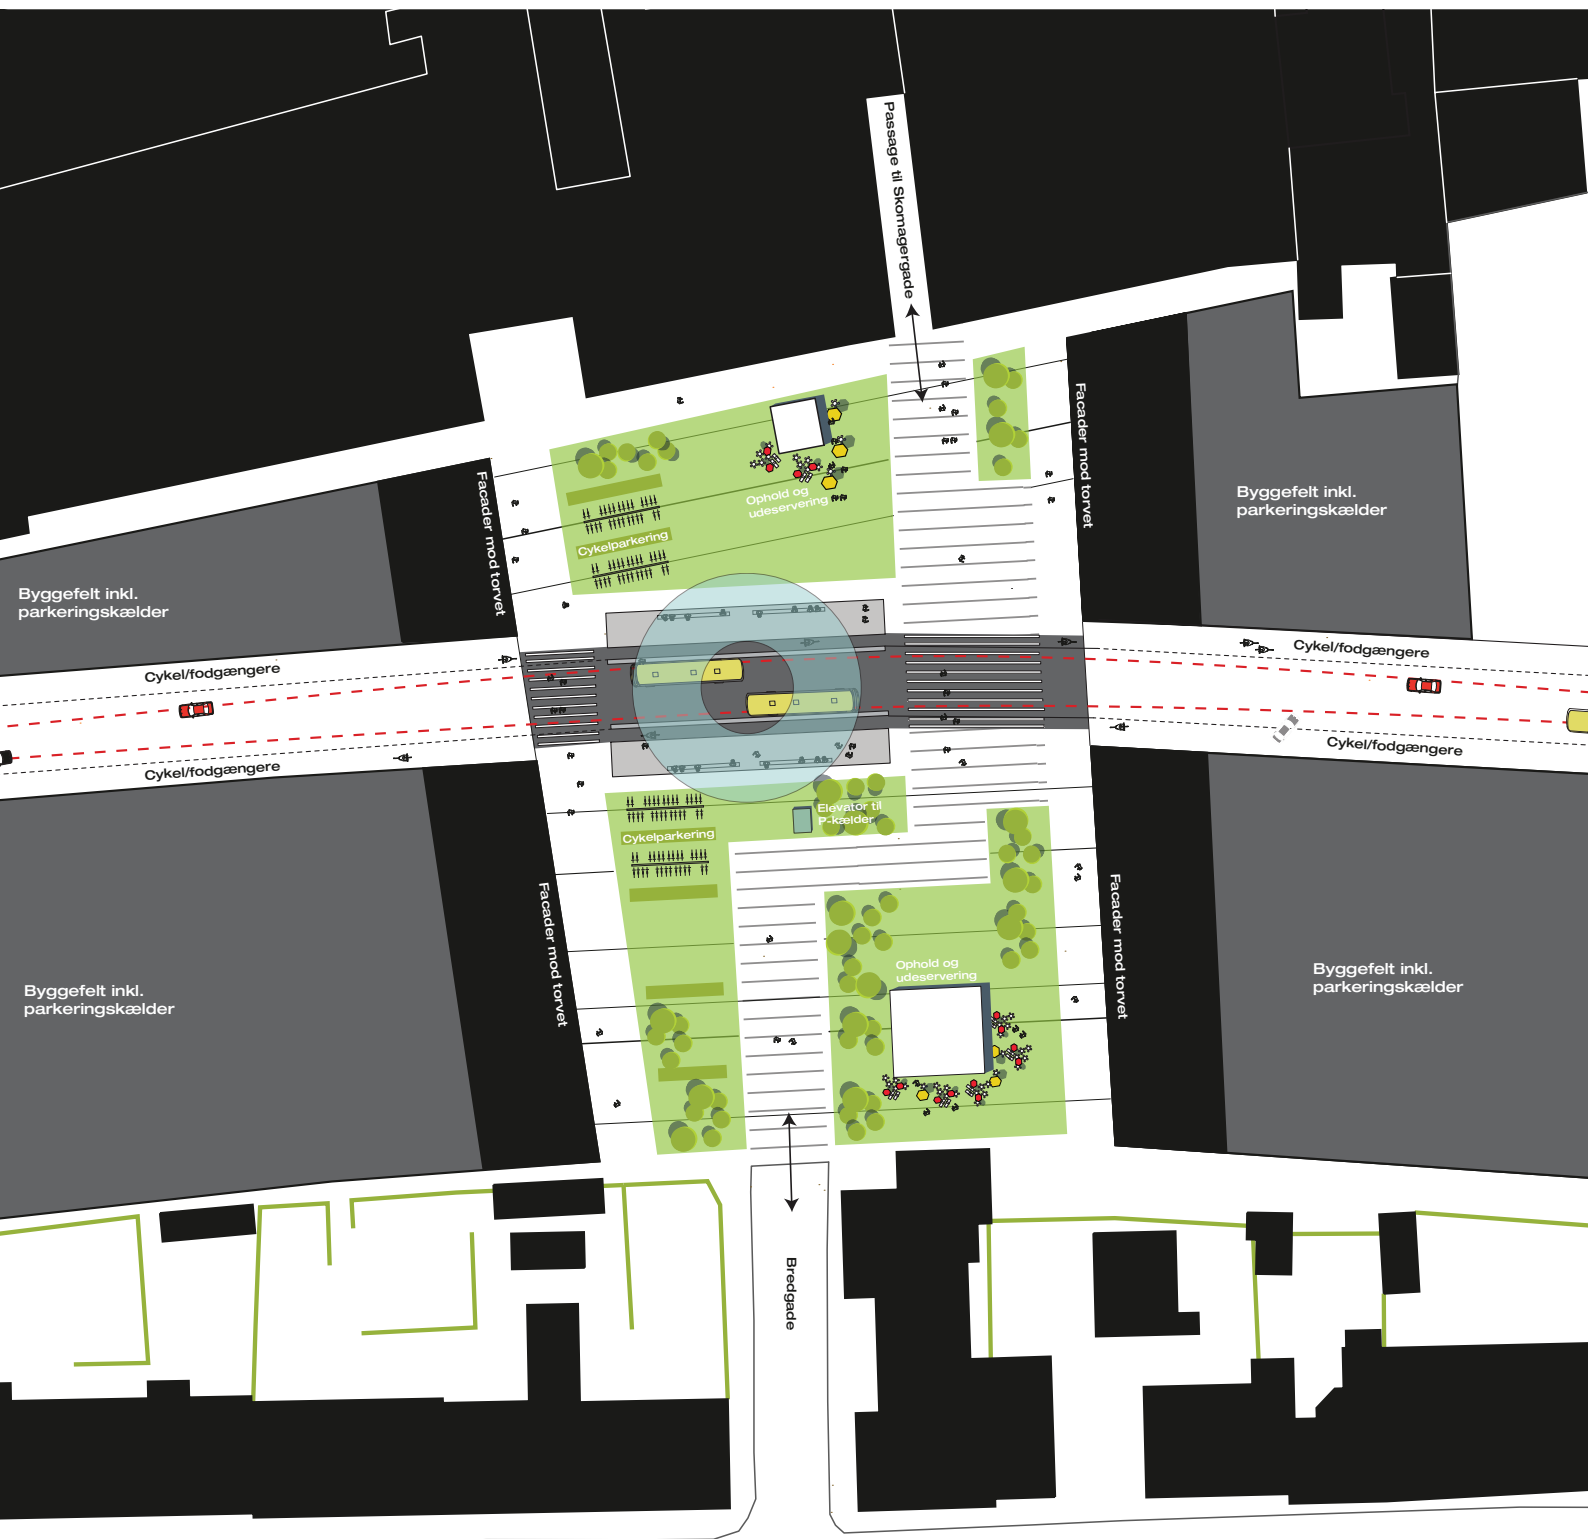 Passage til Skomagergade
Facader mod torvet
Facader mod torvet
Byggefelt inkl.
parkeringskælder
Ophold og
udeservering
Cykelparkering
Byggefelt inkl.
parkeringskælder
Cykel/fodgængere
Cykel/fodgængere
Cykel/fodgængere
Cykel/fodgængere
Elevator til
P-kælder
Cykelparkering
Facader mod torvet
Facader mod torvet
Ophold og
udeservering
Byggefelt inkl.
parkeringskælder
Byggefelt inkl.
parkeringskælder
Bredgade